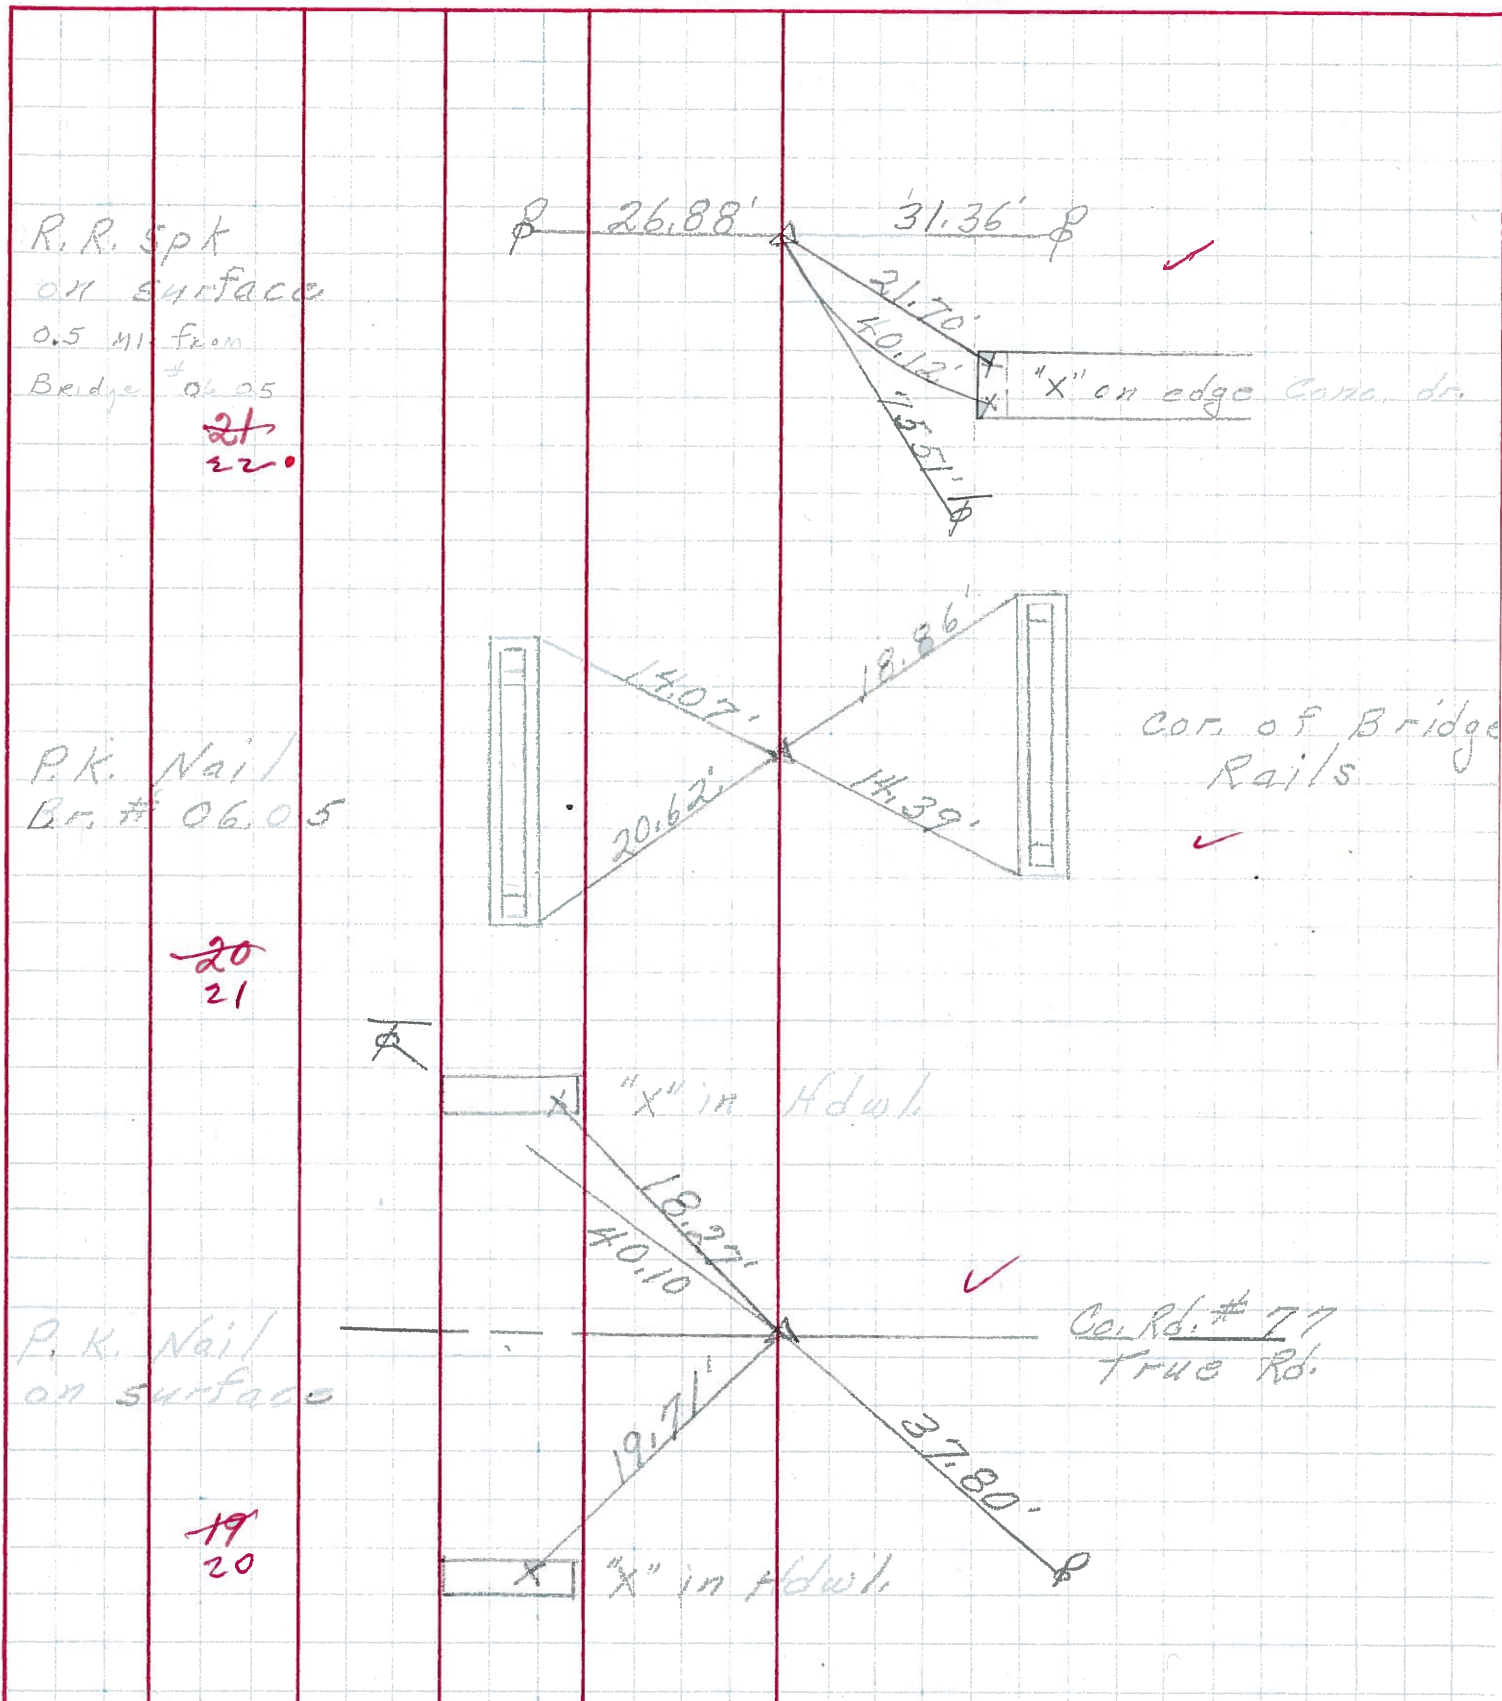 26.88'
31.36'
R.R. Spk
on surface
0.5 MI from
Bridge #06.05
21
22.
21.70'
40.12'
"X" on edge Conc. dr.
18.86'
14.07'
Cor. of Bridge
Rails
P.K. Nail
Br. # 06.05
20.62'
14.39'
20
21
"X" in Hdwl.
18.27'
40.10
Co. Rd. # 77
True Rd.
P.K. Nail
on surface
19.71'
37.80'
19
20
"X" in Hdwl.